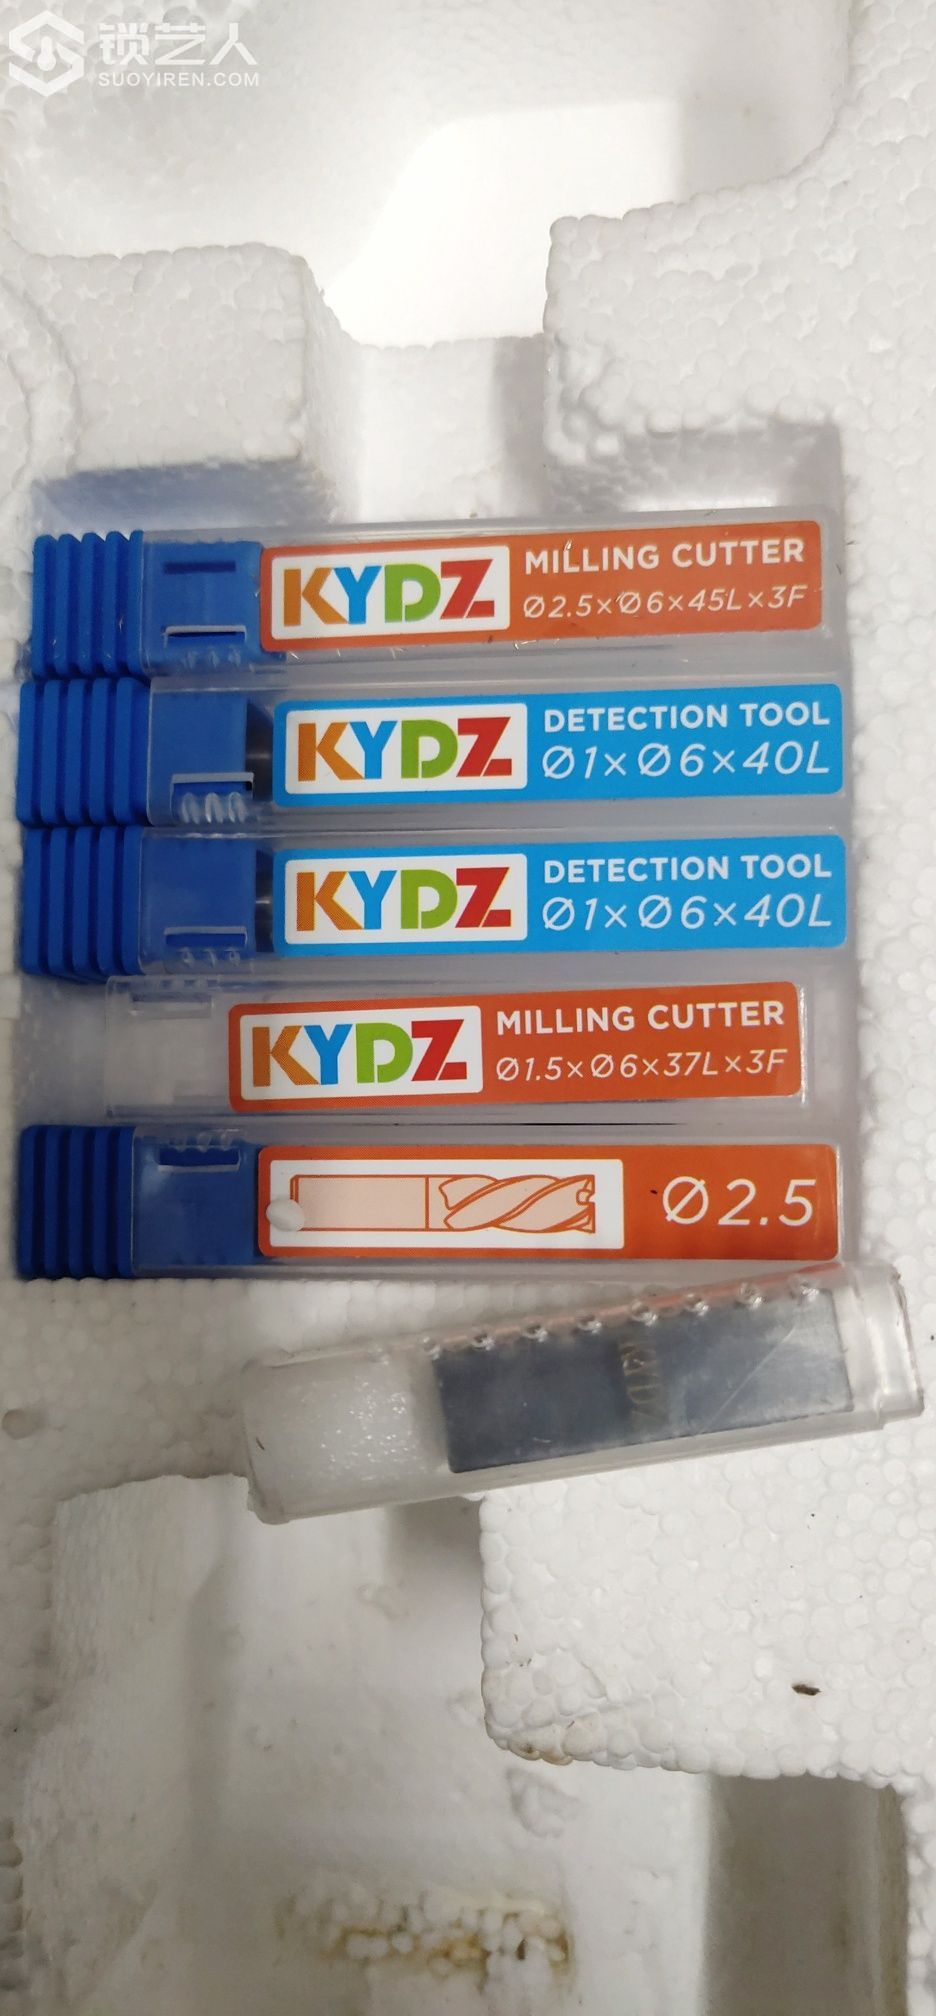 锁艺人
SUOYIREN.COM
KYDZ
MILLING CUTTER
Ø2.5×Ø6×45L×3F
KYDZ
DETECTION TOOL
Ø1×Ø6×40L
KYDZ
DETECTION TOOL
Ø1×Ø6×40L
KYDZ
MILLING CUTTER
Ø1.5×Ø6×37L×3F
Ø2.5
KYDZ